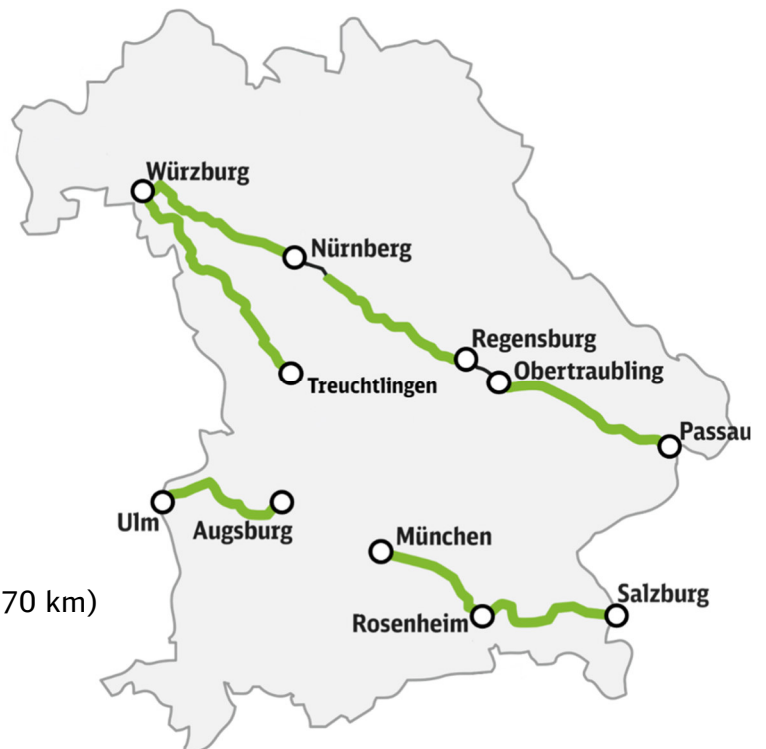 Würzburg
Nürnberg
Regensburg
Obertraubling
Treuchtlingen
Passau
Ulm
Augsburg
München
70 km)
Salzburg
Rosenheim